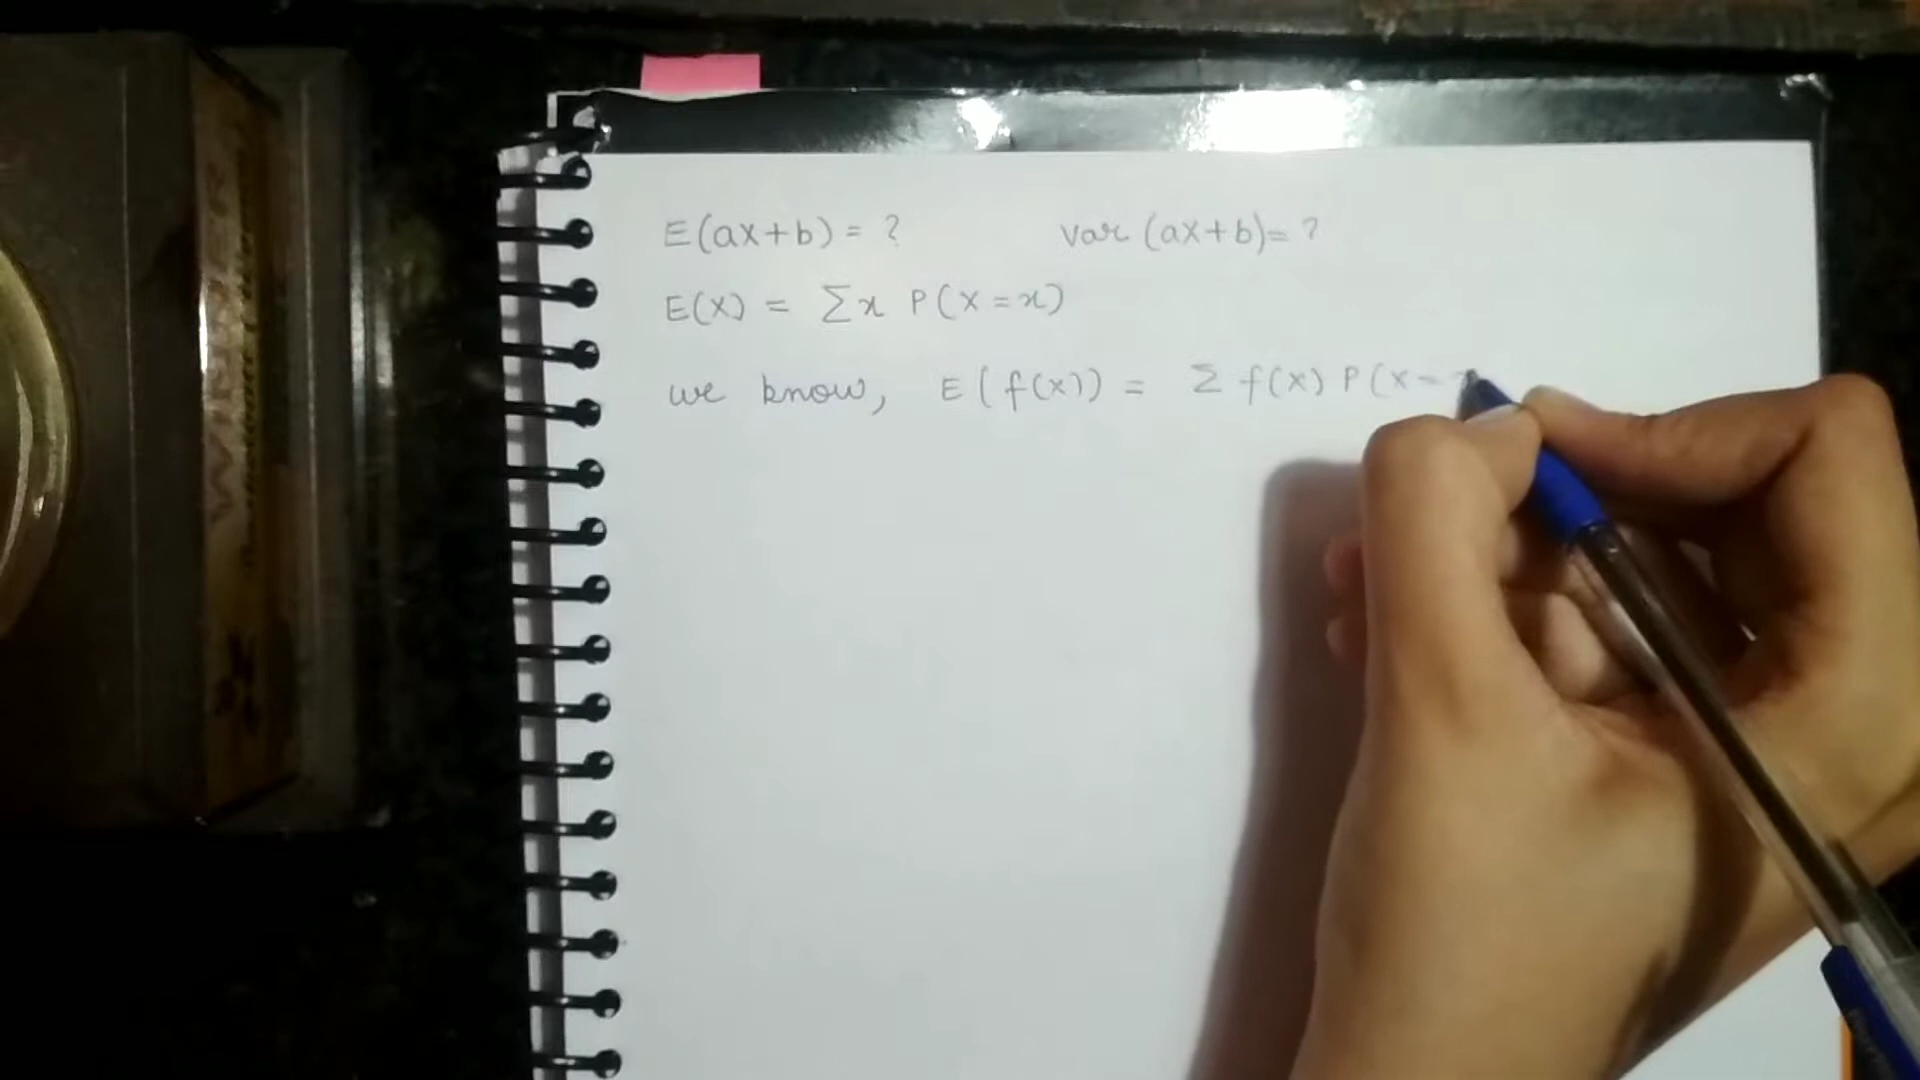 E(ax+b) = ? var (ax+b)= ?
E(X) = Σx P(X=x)
we know, E(f(x)) = Σ f(x) P(x=